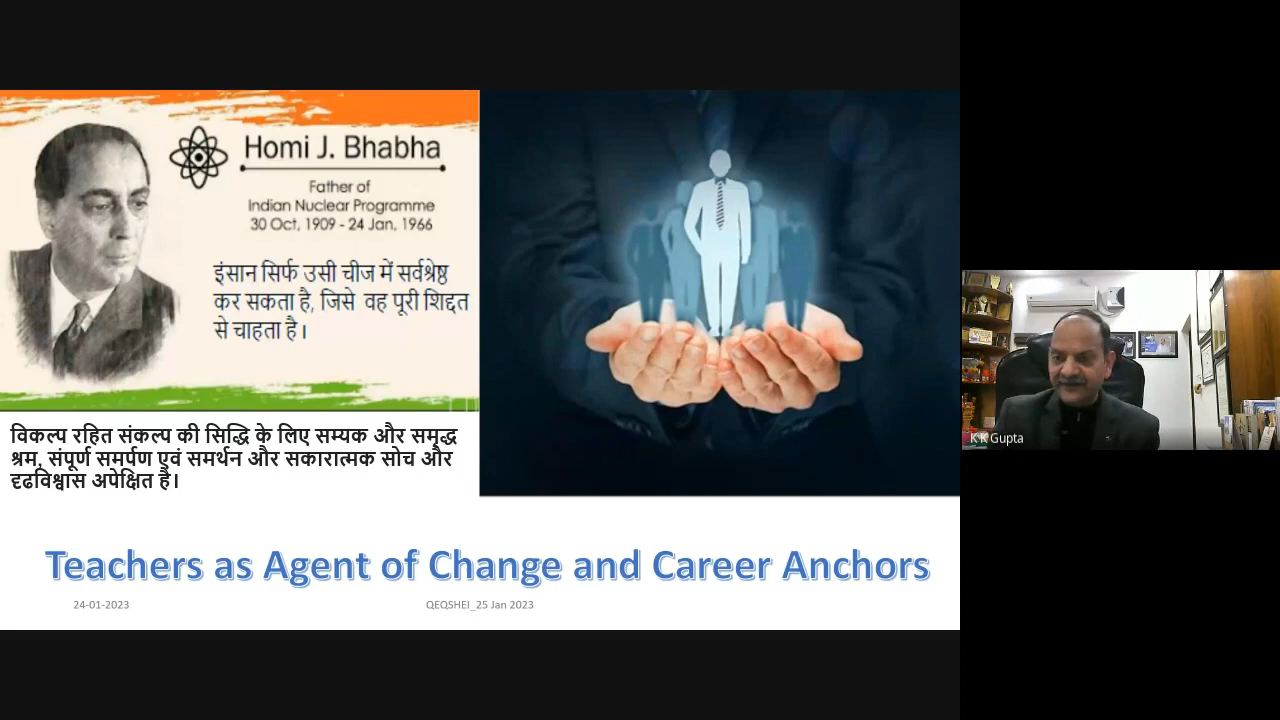 Homi J. Bhabha
Father of
Indian Nuclear Programme
30 Oct, 1909 - 24 Jan, 1966
इंसान सिर्फ उसी चीज में सर्वश्रेष्ठ
कर सकता है, जिसे वह पूरी शिद्दत
से चाहता है।
विकल्प रहित संकल्प की सिद्धि के लिए सम्यक और समृद्ध
श्रम, संपूर्ण समर्पण एवं समर्थन और सकारात्मक सोच और
दृढविश्वास अपेक्षित है।
Teachers as Agent of Change and Career Anchors
24-01-2023
QEQSHEI_25 Jan 2023
K K Gupta